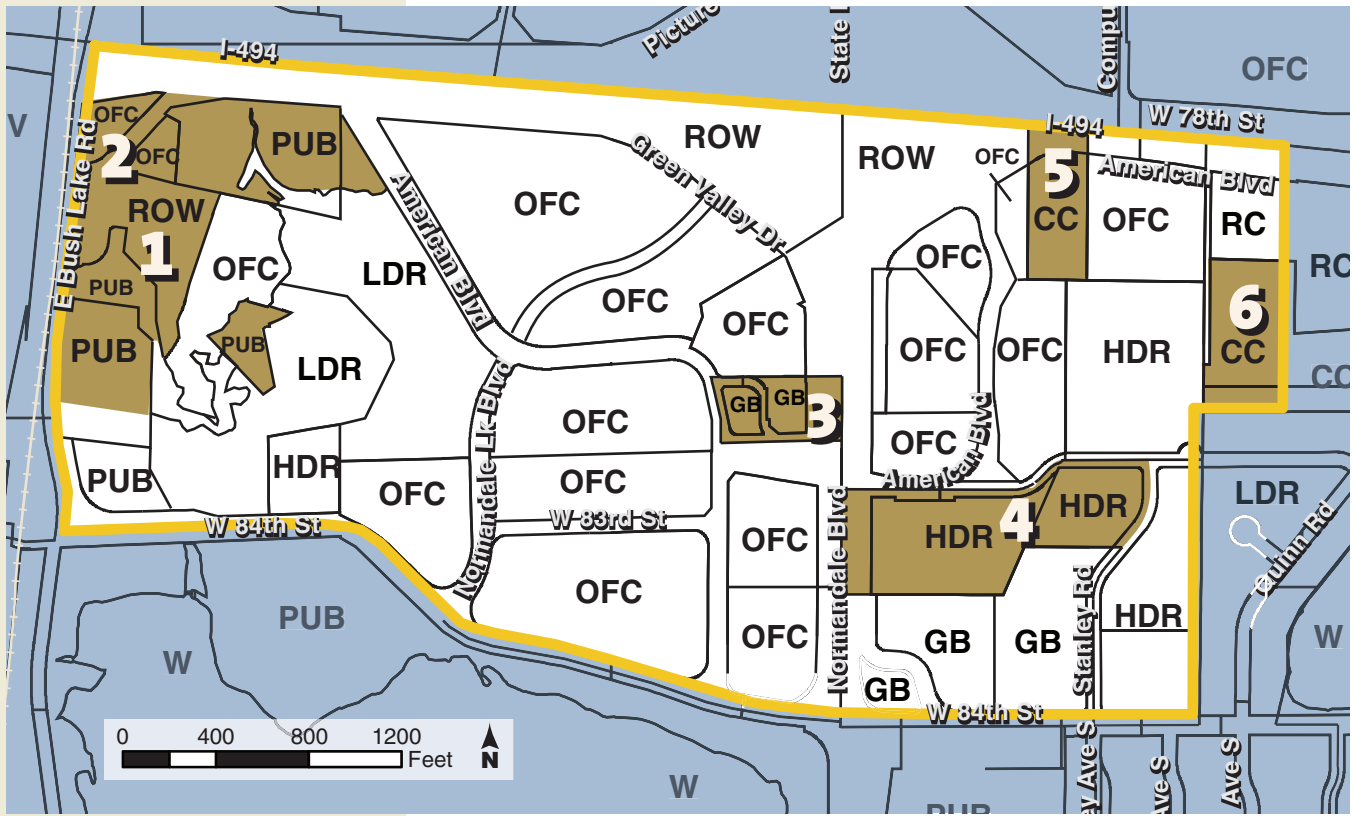 Picture
State
Compu
I-494
OFC
W 78th St
I-494
V
OFC
OFC
2
PUB
ROW
ROW
OFC
5
American Blvd
CC
OFC
RC
RC
E Bush Lake Rd
ROW
1
PUB
OFC
LDR
American Blvd
OFC
Green Valley Dr
OFC
OFC
OFC
6
CC
CC
PUB
PUB
LDR
OFC
OFC
HDR
Normandale Lk Blvd
GB
GB
3
OFC
OFC
American Blvd
PUB
HDR
OFC
OFC
W 83rd St
W 84th St
OFC
Normandale Blvd
HDR
4
HDR
LDR
Quinn Rd
OFC
PUB
W
OFC
GB
GB
Stanley Rd
HDR
W
GB
W 84th St
0 400 800 1200
Feet
N
W
PUB
ey Ave S
Ave S
Ave S